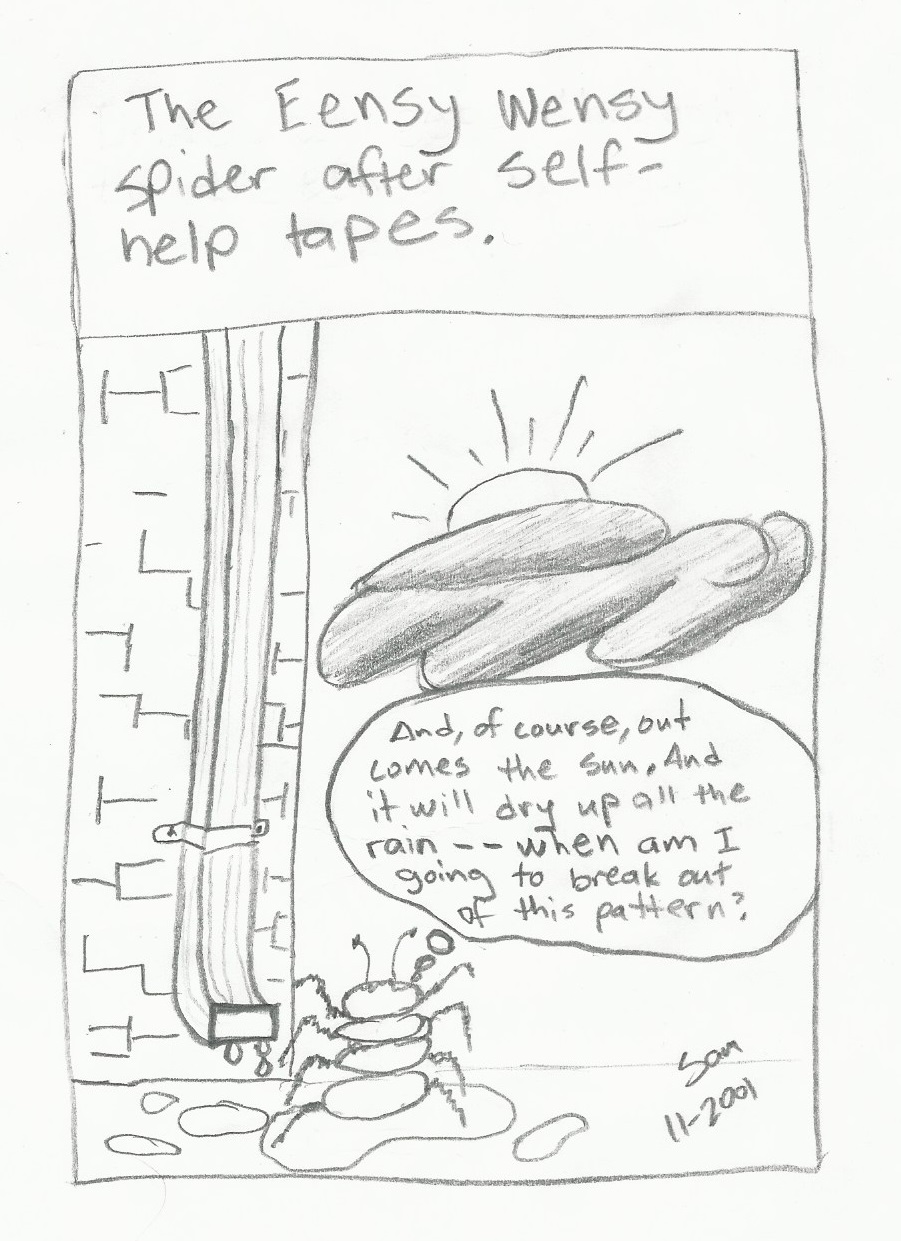 The Eensy Wensy
spider after self-
help tapes.
And, of course, out
comes the sun. And
it will dry up all the
rain -- when am I
going to break out
of this pattern?
Sam
11-2001